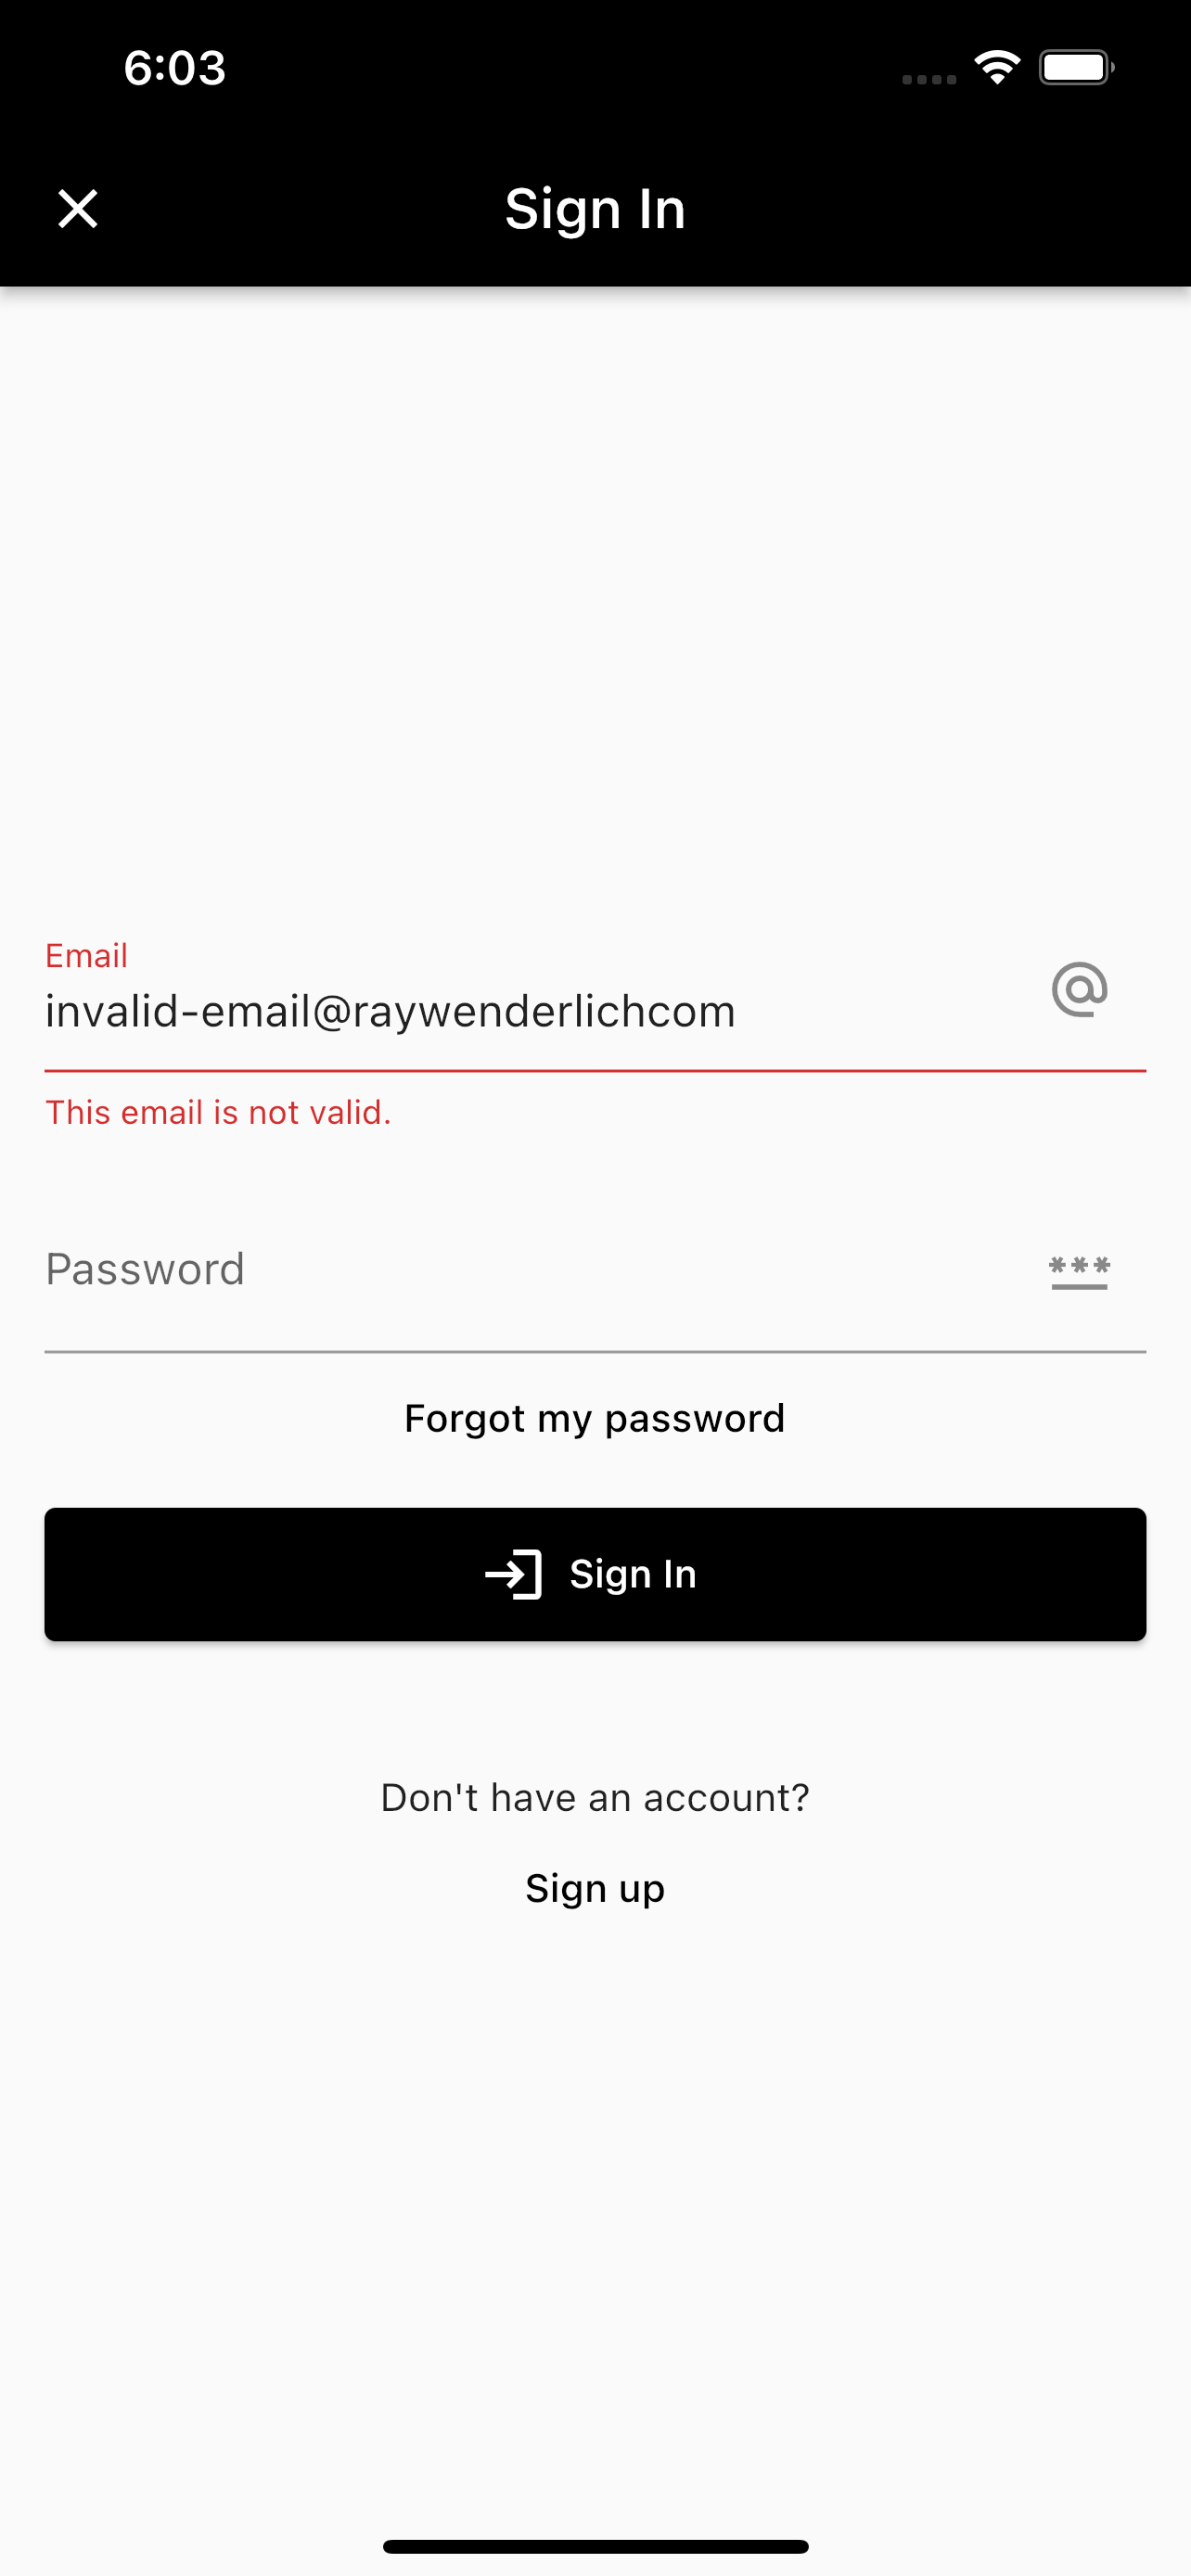 6:03
Sign In
Email
invalid-email@raywenderlichcom
This email is not valid.
Password
Forgot my password
Sign In
Don't have an account?
Sign up